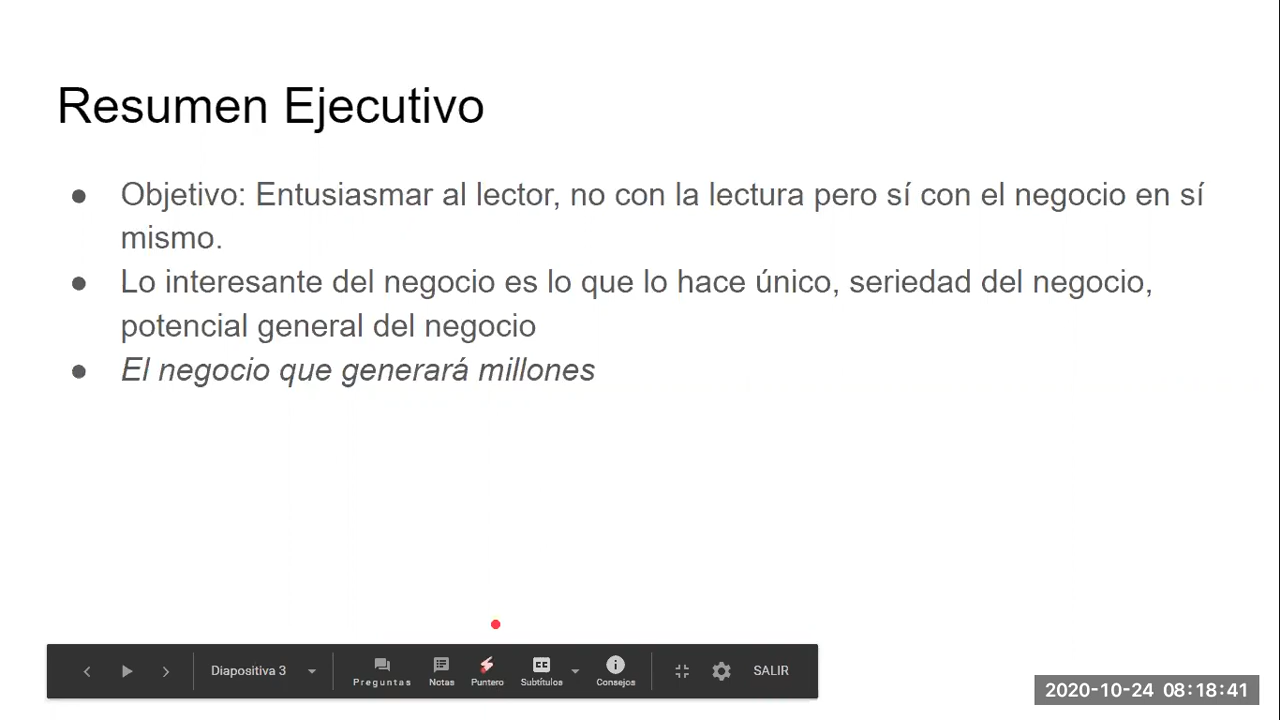 Resumen Ejecutivo
● Objetivo: Entusiasmar al lector, no con la lectura pero sí con el negocio en sí
mismo.
● Lo interesante del negocio es lo que lo hace único, seriedad del negocio,
potencial general del negocio
● El negocio que generará millones
Diapositiva 3
Preguntas
Notas
Puntero
CC
Subtítulos
Consejos
SALIR
2020-10-24 08:18:41